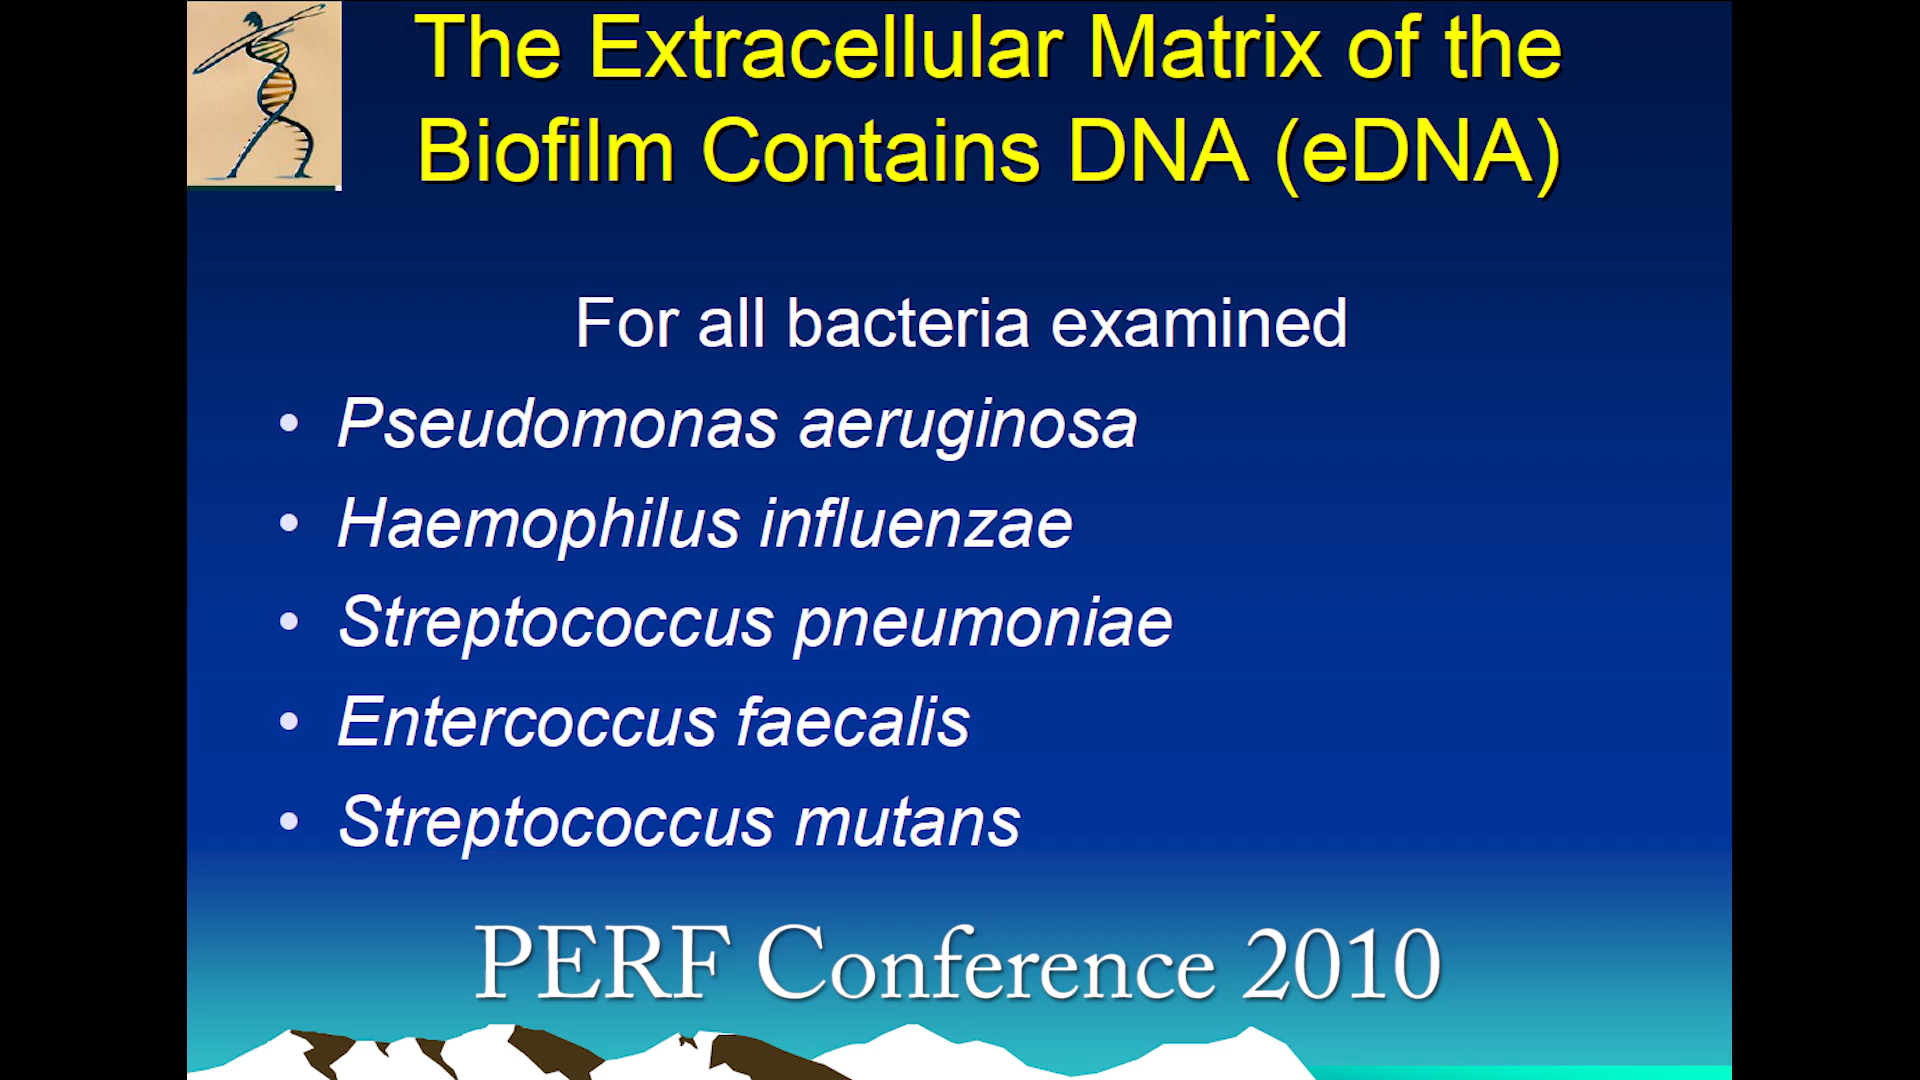 The Extracellular Matrix of the
Biofilm Contains DNA (eDNA)
For all bacteria examined
• Pseudomonas aeruginosa
• Haemophilus influenzae
• Streptococcus pneumoniae
• Entercoccus faecalis
• Streptococcus mutans
PERF Conference 2010